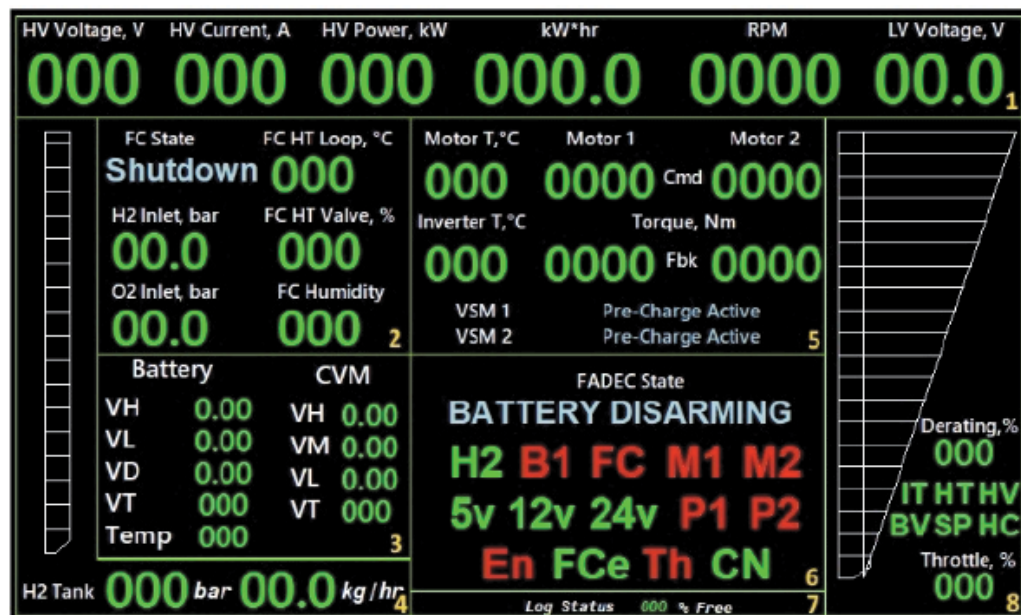 HV Voltage, V HV Current, A HV Power, kW kW*hr RPM LV Voltage, V
000 000 000 000.0 0000 00.0 1
FC State FC HT Loop, °C
Shutdown 000
H2 Inlet, bar FC HT Valve, %
00.0 000
O2 Inlet, bar FC Humidity
00.0 000 2
Motor T,°C Motor 1 Motor 2
000 0000 Cmd 0000
Inverter T,°C Torque, Nm
000 0000 Fbk 0000
VSM 1 Pre-Charge Active
VSM 2 Pre-Charge Active 5
Battery CVM
VH 0.00 VH 0.00
VL 0.00 VM 0.00
VD 0.00 VL 0.00
VT 000 VT 000
Temp 000 3
FADEC State
BATTERY DISARMING
H2 B1 FC M1 M2
5v 12v 24v P1 P2
En FCe Th CN 6
Derating,%
000
IT HT HV
BV SP HC
Throttle, %
000 8
H2 Tank 000 bar 00.0 kg/hr 4
Log Status 000 % Free 7